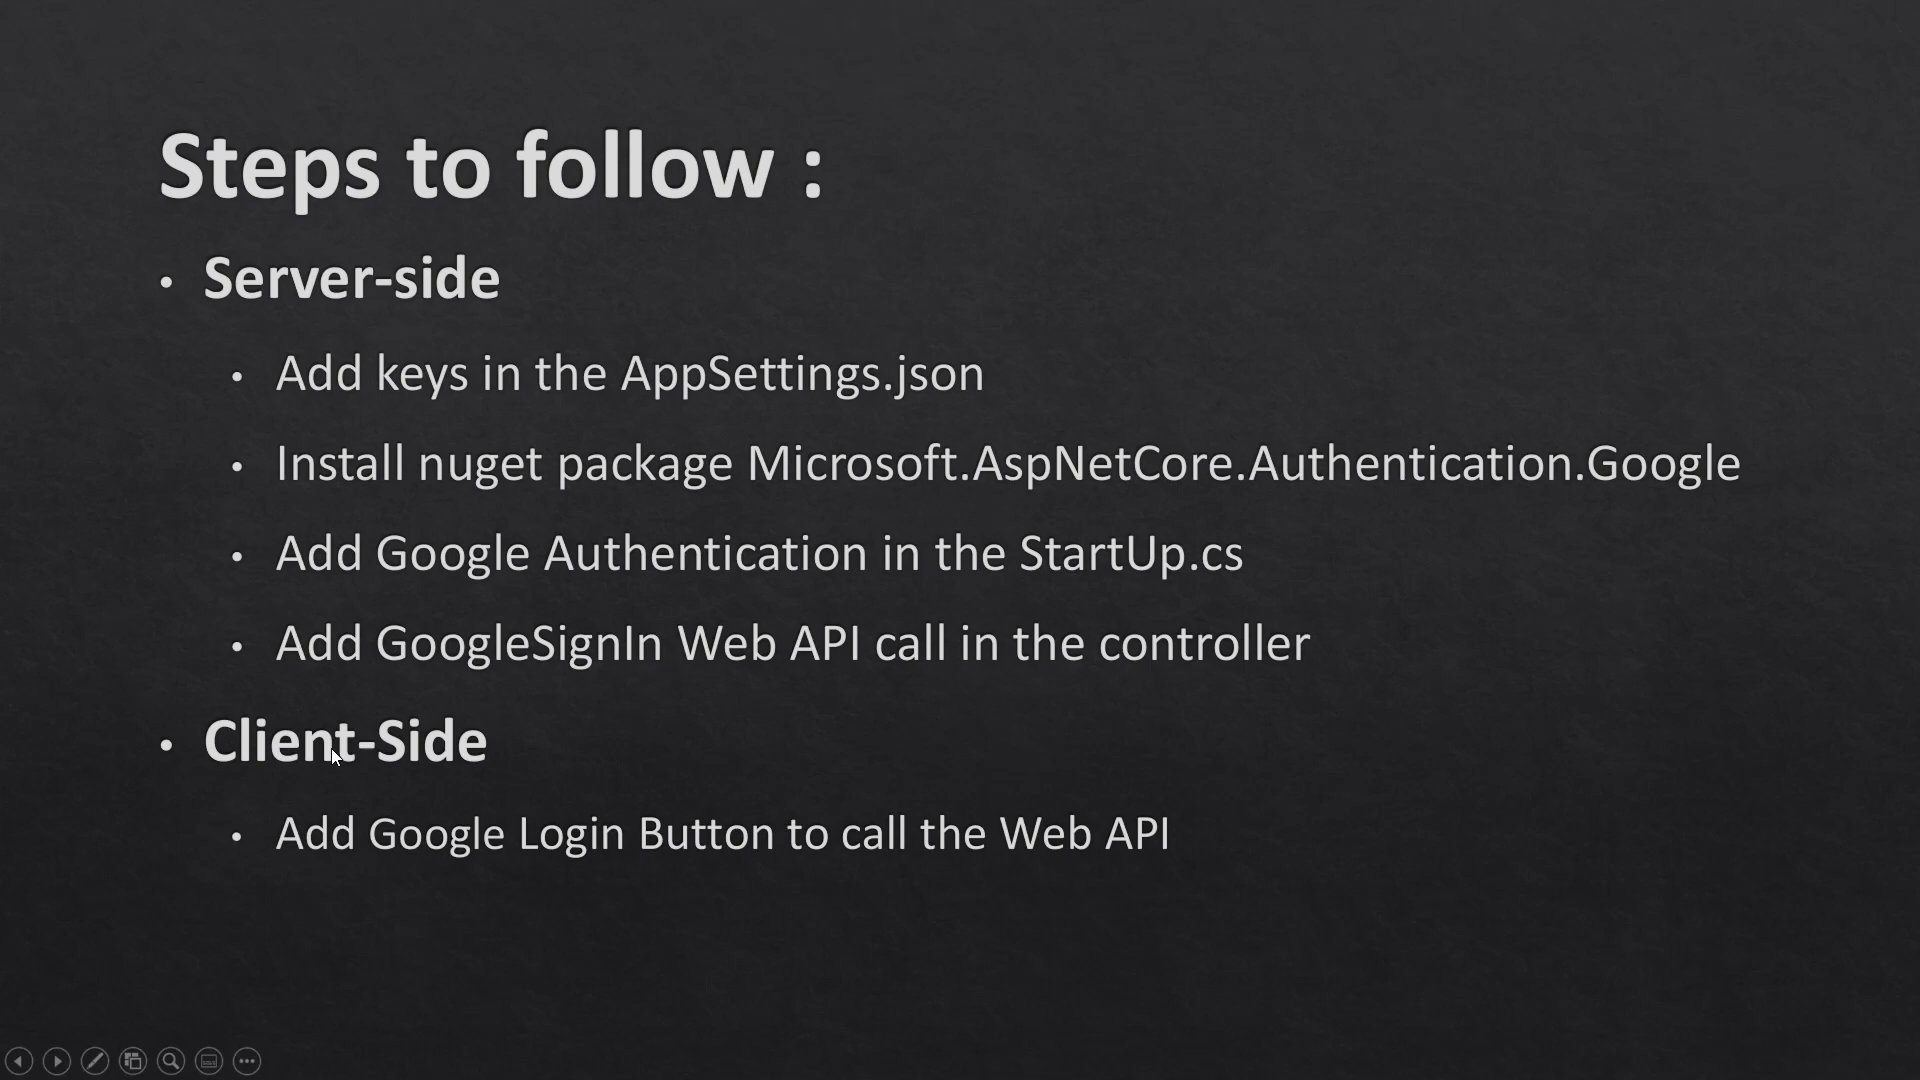 Steps to follow :
• Server-side
• Add keys in the AppSettings.json
• Install nuget package Microsoft.AspNetCore.Authentication.Google
• Add Google Authentication in the StartUp.cs
• Add GoogleSignIn Web API call in the controller
• Client-Side
• Add Google Login Button to call the Web API